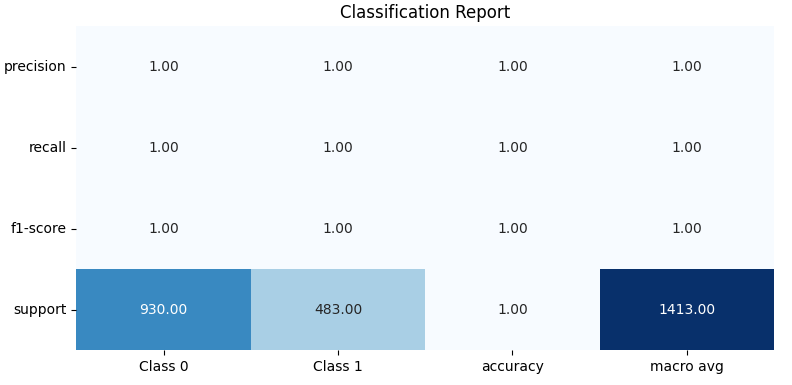 Classification Report
precision 1.00 1.00 1.00 1.00
recall 1.00 1.00 1.00 1.00
f1-score 1.00 1.00 1.00 1.00
support 930.00 483.00 1.00 1413.00
Class 0 Class 1 accuracy macro avg